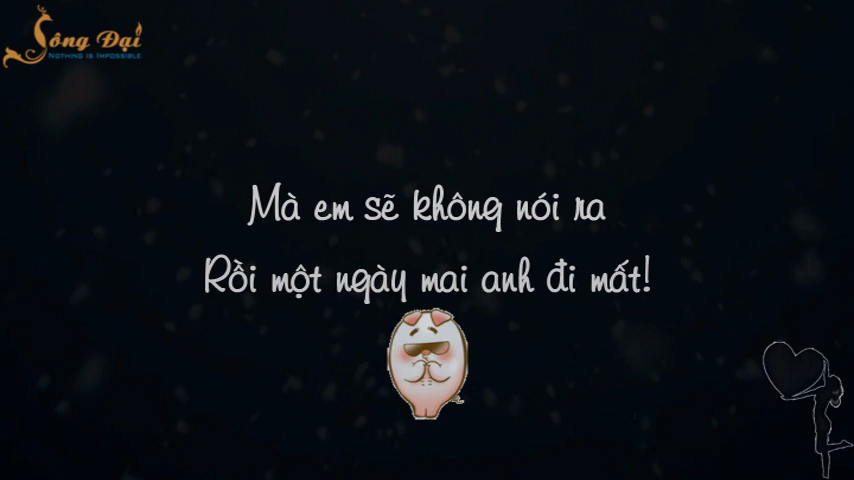 Sông Đại
NOTHING IS IMPOSSIBLE
Mà em sẽ không nói ra
Rồi một ngày mai anh đi mất!